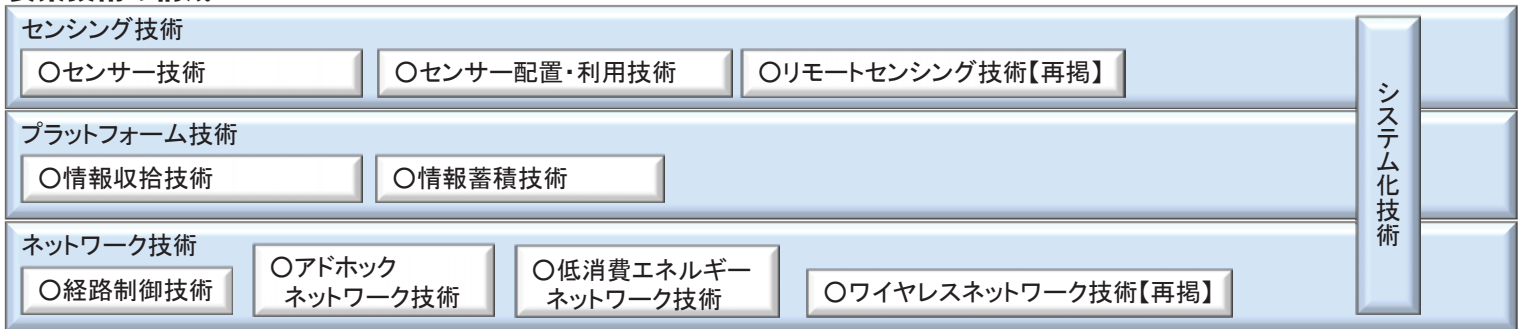 センシング技術
○センサー技術
○センサー配置・利用技術
○リモートセンシング技術【再掲】
プラットフォーム技術
○情報収拾技術
○情報蓄積技術
ネットワーク技術
○経路制御技術
○アドホック
ネットワーク技術
○低消費エネルギー
ネットワーク技術
○ワイヤレスネットワーク技術【再掲】
システム化技術